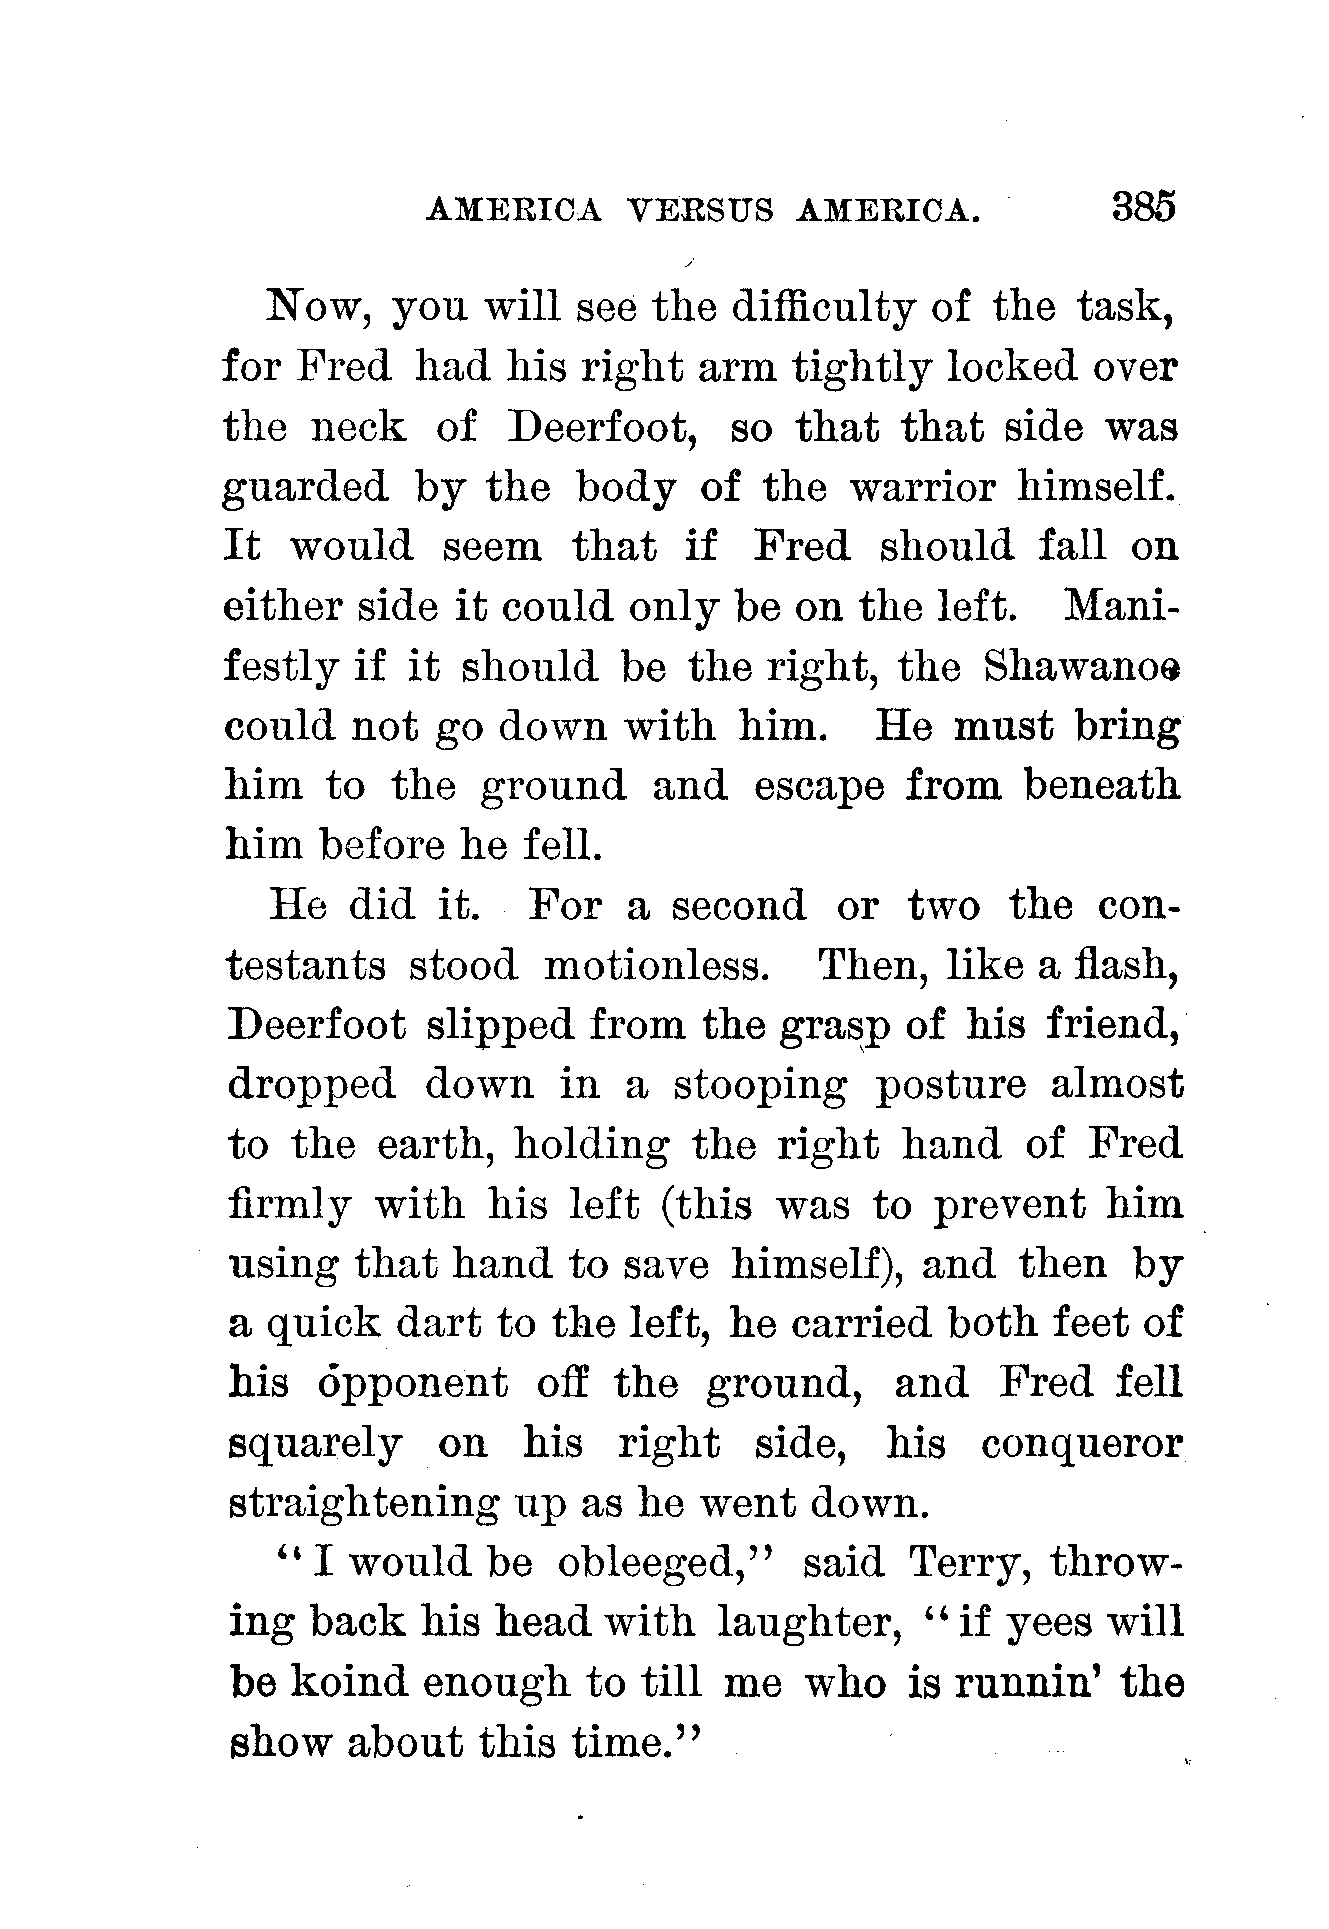 AMERICA VERSUS AMERICA. 385
Now, you will see the difficulty of the task,
for Fred had his right arm tightly locked over
the neck of Deerfoot, so that that side was
guarded by the body of the warrior himself.
It would seem that if Fred should fall on
either side it could only be on the left. Mani-
festly if it should be the right, the Shawanoe
could not go down with him. He must bring
him to the ground and escape from beneath
him before he fell.
He did it. For a second or two the con-
testants stood motionless. Then, like a flash,
Deerfoot slipped from the grasp of his friend,
dropped down in a stooping posture almost
to the earth, holding the right hand of Fred
firmly with his left (this was to prevent him
using that hand to save himself), and then by
a quick dart to the left, he carried both feet of
his opponent off the ground, and Fred fell
squarely on his right side, his conqueror
straightening up as he went down.
"I would be obleeged," said Terry, throw-
ing back his head with laughter, "if yees will
be koind enough to till me who is runnin' the
show about this time."